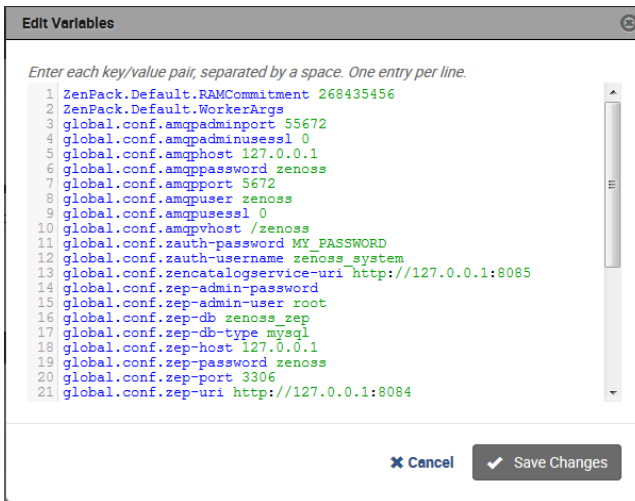 Edit Variables
Enter each key/value pair, separated by a space. One entry per line.
1 ZenPack.Default.RAMCommitment 268435456
2 ZenPack.Default.WorkerArgs
3 global.conf.amqpadminport 55672
4 global.conf.amqpadminusessl 0
5 global.conf.amqphost 127.0.0.1
6 global.conf.amqppassword zenoss
7 global.conf.amqpport 5672
8 global.conf.amqpuser zenoss
9 global.conf.amqpusessl 0
10 global.conf.amqpvhost /zenoss
11 global.conf.zauth-password MY_PASSWORD
12 global.conf.zauth-username zenoss_system
13 global.conf.zencatalogservice-uri http://127.0.0.1:8085
14 global.conf.zep-admin-password
15 global.conf.zep-admin-user root
16 global.conf.zep-db zenoss_zep
17 global.conf.zep-db-type mysql
18 global.conf.zep-host 127.0.0.1
19 global.conf.zep-password zenoss
20 global.conf.zep-port 3306
21 global.conf.zep-uri http://127.0.0.1:8084
Cancel
Save Changes